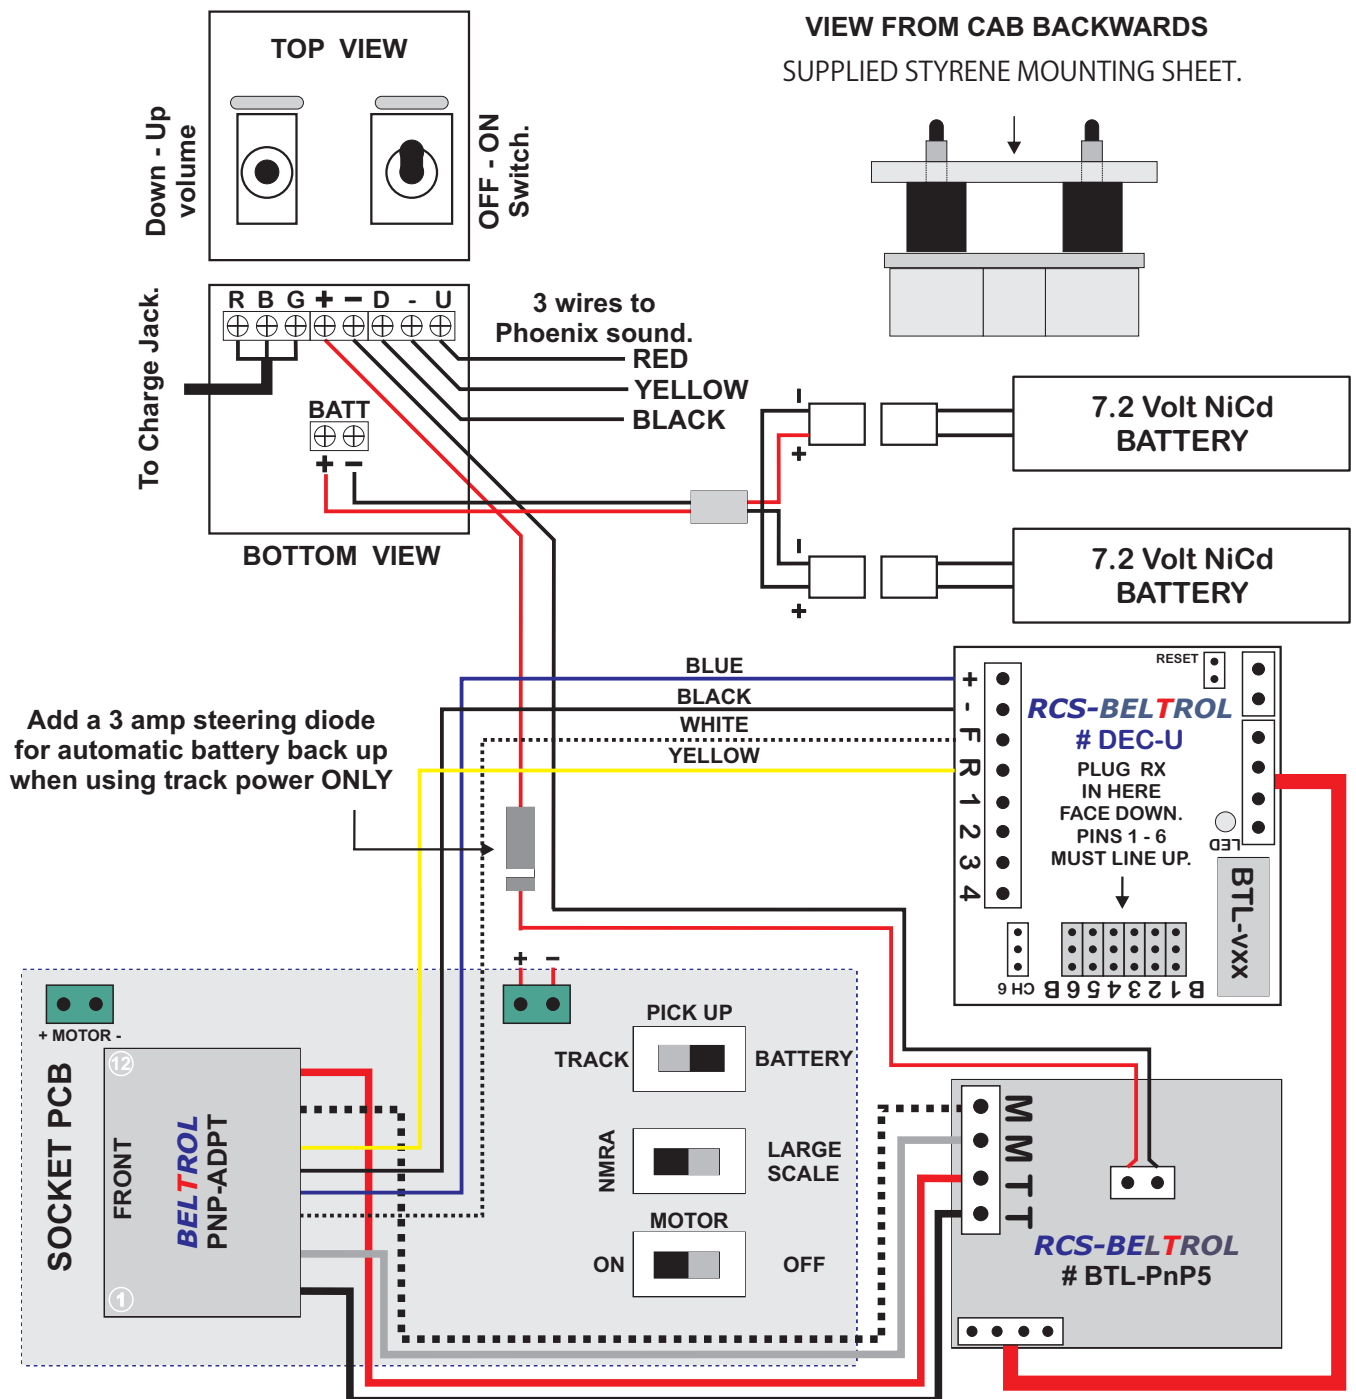 TOP VIEW
Down - Up
volume
OFF - ON
Switch.
VIEW FROM CAB BACKWARDS
SUPPLIED STYRENE MOUNTING SHEET.
To Charge Jack.
R B G + - D - U
3 wires to
Phoenix sound.
RED
YELLOW
BLACK
BATT
+ -
BOTTOM VIEW
-
+
7.2 Volt NiCd
BATTERY
-
+
7.2 Volt NiCd
BATTERY
Add a 3 amp steering diode
for automatic battery back up
when using track power ONLY
BLUE
BLACK
WHITE
YELLOW
+
-
F
R
1
2
3
4
RESET
RCS-BELTROL
# DEC-U
PLUG RX
IN HERE
FACE DOWN.
PINS 1 - 6
MUST LINE UP.
LED
BTL-vxx
CH 6
B 1 2 3 4 5 6 B
+ MOTOR -
+ -
SOCKET PCB
FRONT
12
1
BELTROL
PNP-ADPT
PICK UP
TRACK
BATTERY
NMRA
LARGE
SCALE
MOTOR
ON
OFF
M
M
T
T
RCS-BELTROL
# BTL-PnP5